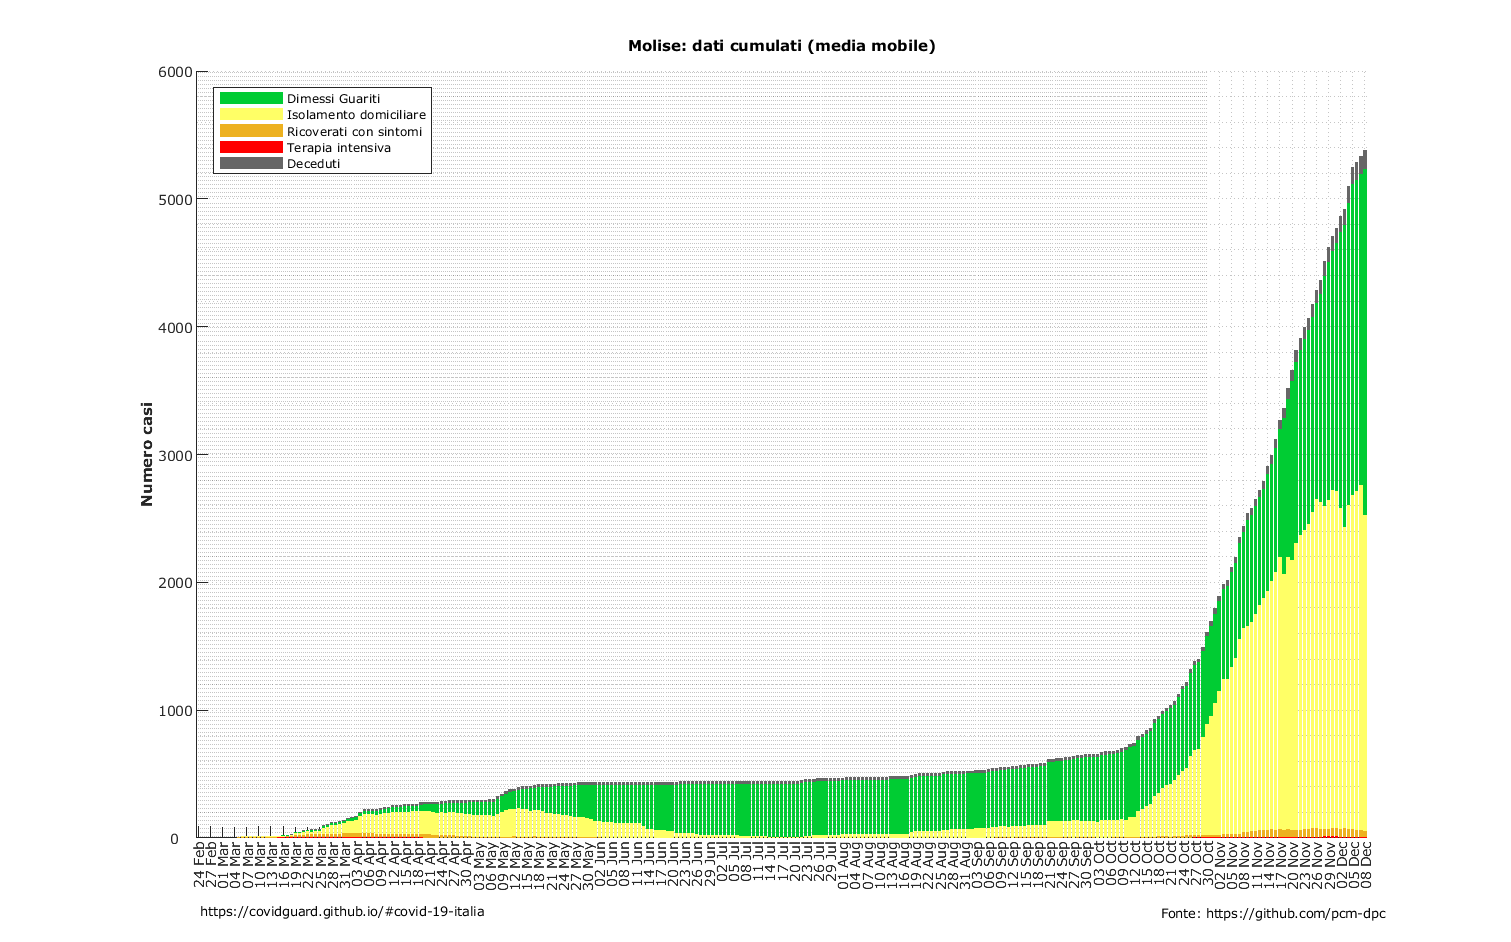 Molise: dati cumulati (media mobile)
Dimessi Guariti
Isolamento domiciliare
Ricoverati con sintomi
Terapia intensiva
Deceduti
Numero casi
6000
5000
4000
3000
2000
1000
0
24 Feb
27 Feb
01 Mar
04 Mar
07 Mar
10 Mar
13 Mar
16 Mar
19 Mar
22 Mar
25 Mar
28 Mar
31 Mar
03 Apr
06 Apr
09 Apr
12 Apr
15 Apr
18 Apr
21 Apr
24 Apr
27 Apr
30 Apr
03 May
06 May
09 May
12 May
15 May
18 May
21 May
24 May
27 May
30 May
02 Jun
05 Jun
08 Jun
11 Jun
14 Jun
17 Jun
20 Jun
23 Jun
26 Jun
29 Jun
02 Jul
05 Jul
08 Jul
11 Jul
14 Jul
17 Jul
20 Jul
23 Jul
26 Jul
29 Jul
01 Aug
04 Aug
07 Aug
10 Aug
13 Aug
16 Aug
19 Aug
22 Aug
25 Aug
28 Aug
31 Aug
03 Sep
06 Sep
09 Sep
12 Sep
15 Sep
18 Sep
21 Sep
24 Sep
27 Sep
30 Sep
03 Oct
06 Oct
09 Oct
12 Oct
15 Oct
18 Oct
21 Oct
24 Oct
27 Oct
30 Oct
02 Nov
05 Nov
08 Nov
11 Nov
14 Nov
17 Nov
20 Nov
23 Nov
26 Nov
29 Nov
02 Dec
05 Dec
08 Dec
https://covidguard.github.io/#covid-19-italia
Fonte: https://github.com/pcm-dpc